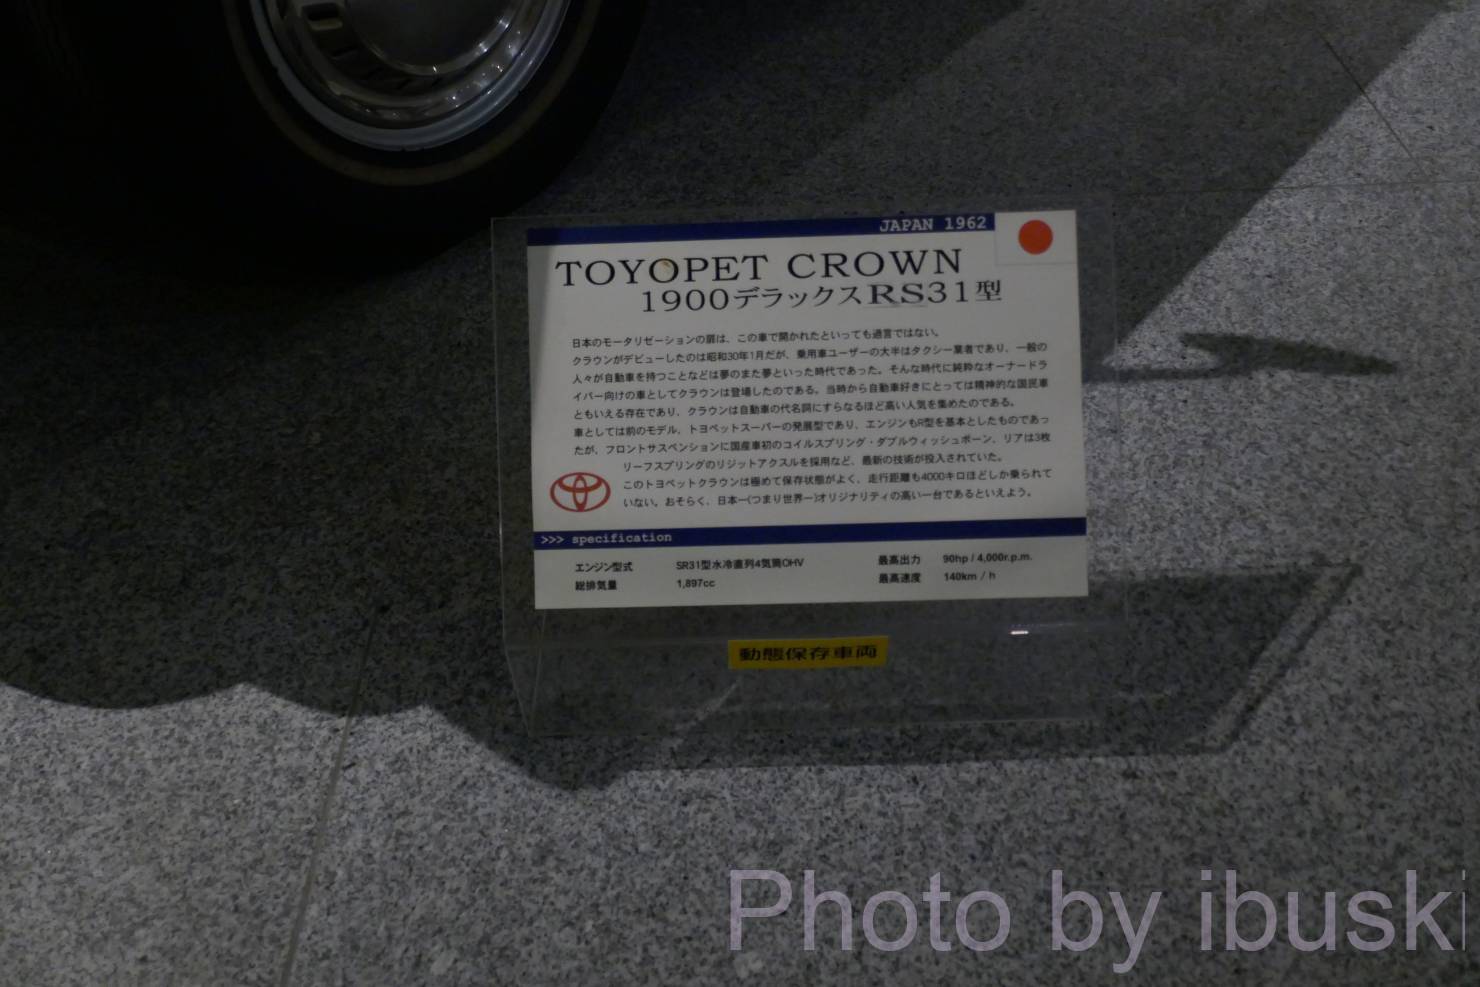 JAPAN 1962
TOYOPET CROWN
1900デラックスRS31型
日本のモータリゼーションの扉は、この車で開かれたといっても過言ではない。
クラウンがデビューしたのは昭和30年1月だが、乗用車ユーザーの大半はタクシー業者であり、一般の
人々が自動車を持つことなどは夢のまた夢といった時代であった。そんな時代に純粋なオーナードラ
イバー向けの車としてクラウンは登場したのである。当時から自動車好きにとっては精神的な国民車
ともいえる存在であり、クラウンは自動車の代名詞にすらなるほど高い人気を集めたのである。
車としては前のモデル、トヨペットスーパーの発展型であり、エンジンもR型を基本としたものであっ
たが、フロントサスペンションに国産車初のコイルスプリング・ダブルウィッシュボーン、リアは3枚
リーフスプリングのリジットアクスルを採用など、最新の技術が投入されていた。
このトヨペットクラウンは極めて保存状態がよく、走行距離も4000キロほどしか乗られて
いない。おそらく、日本一(つまり世界一)オリジナリティの高い一台であるといえよう。
>>> specification
エンジン型式 SR31型水冷直列4気筒OHV 最高出力 90hp / 4,000r.p.m.
総排気量 1,897cc 最高速度 140km / h
動態保存車両
Photo by ibuski